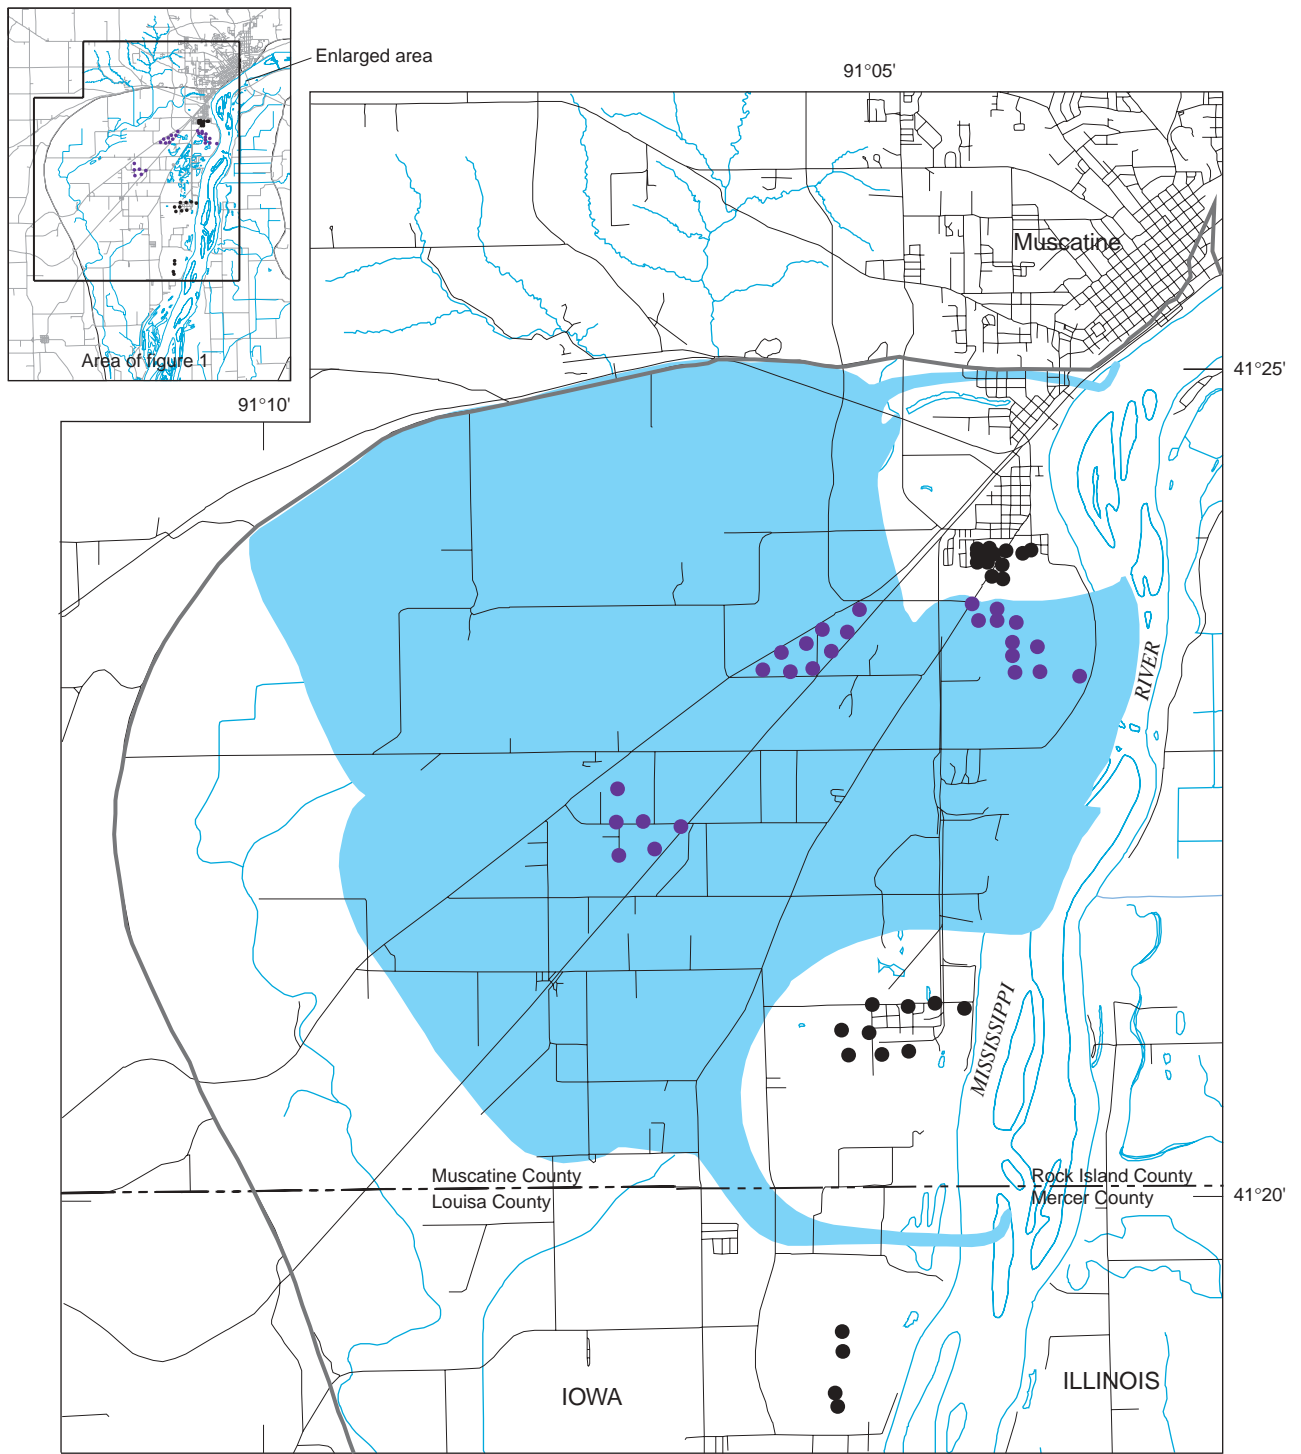 Enlarged area
91°05'
Muscatine
Area of figure 1
41°25'
91°10'
RIVER
MISSISSIPPI
Muscatine County
Rock Island County
Louisa County
Mercer County
41°20'
IOWA
ILLINOIS